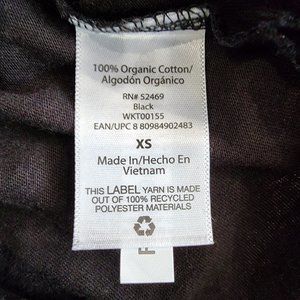 100% Organic Cotton/
Algodón Orgánico
RN# 52469
Black
WKT00155
EAN/UPC 8 80984902483
XS
Made In/Hecho En
Vietnam
THIS LABEL YARN IS MADE
OUT OF 100% RECYCLED
POLYESTER MATERIALS